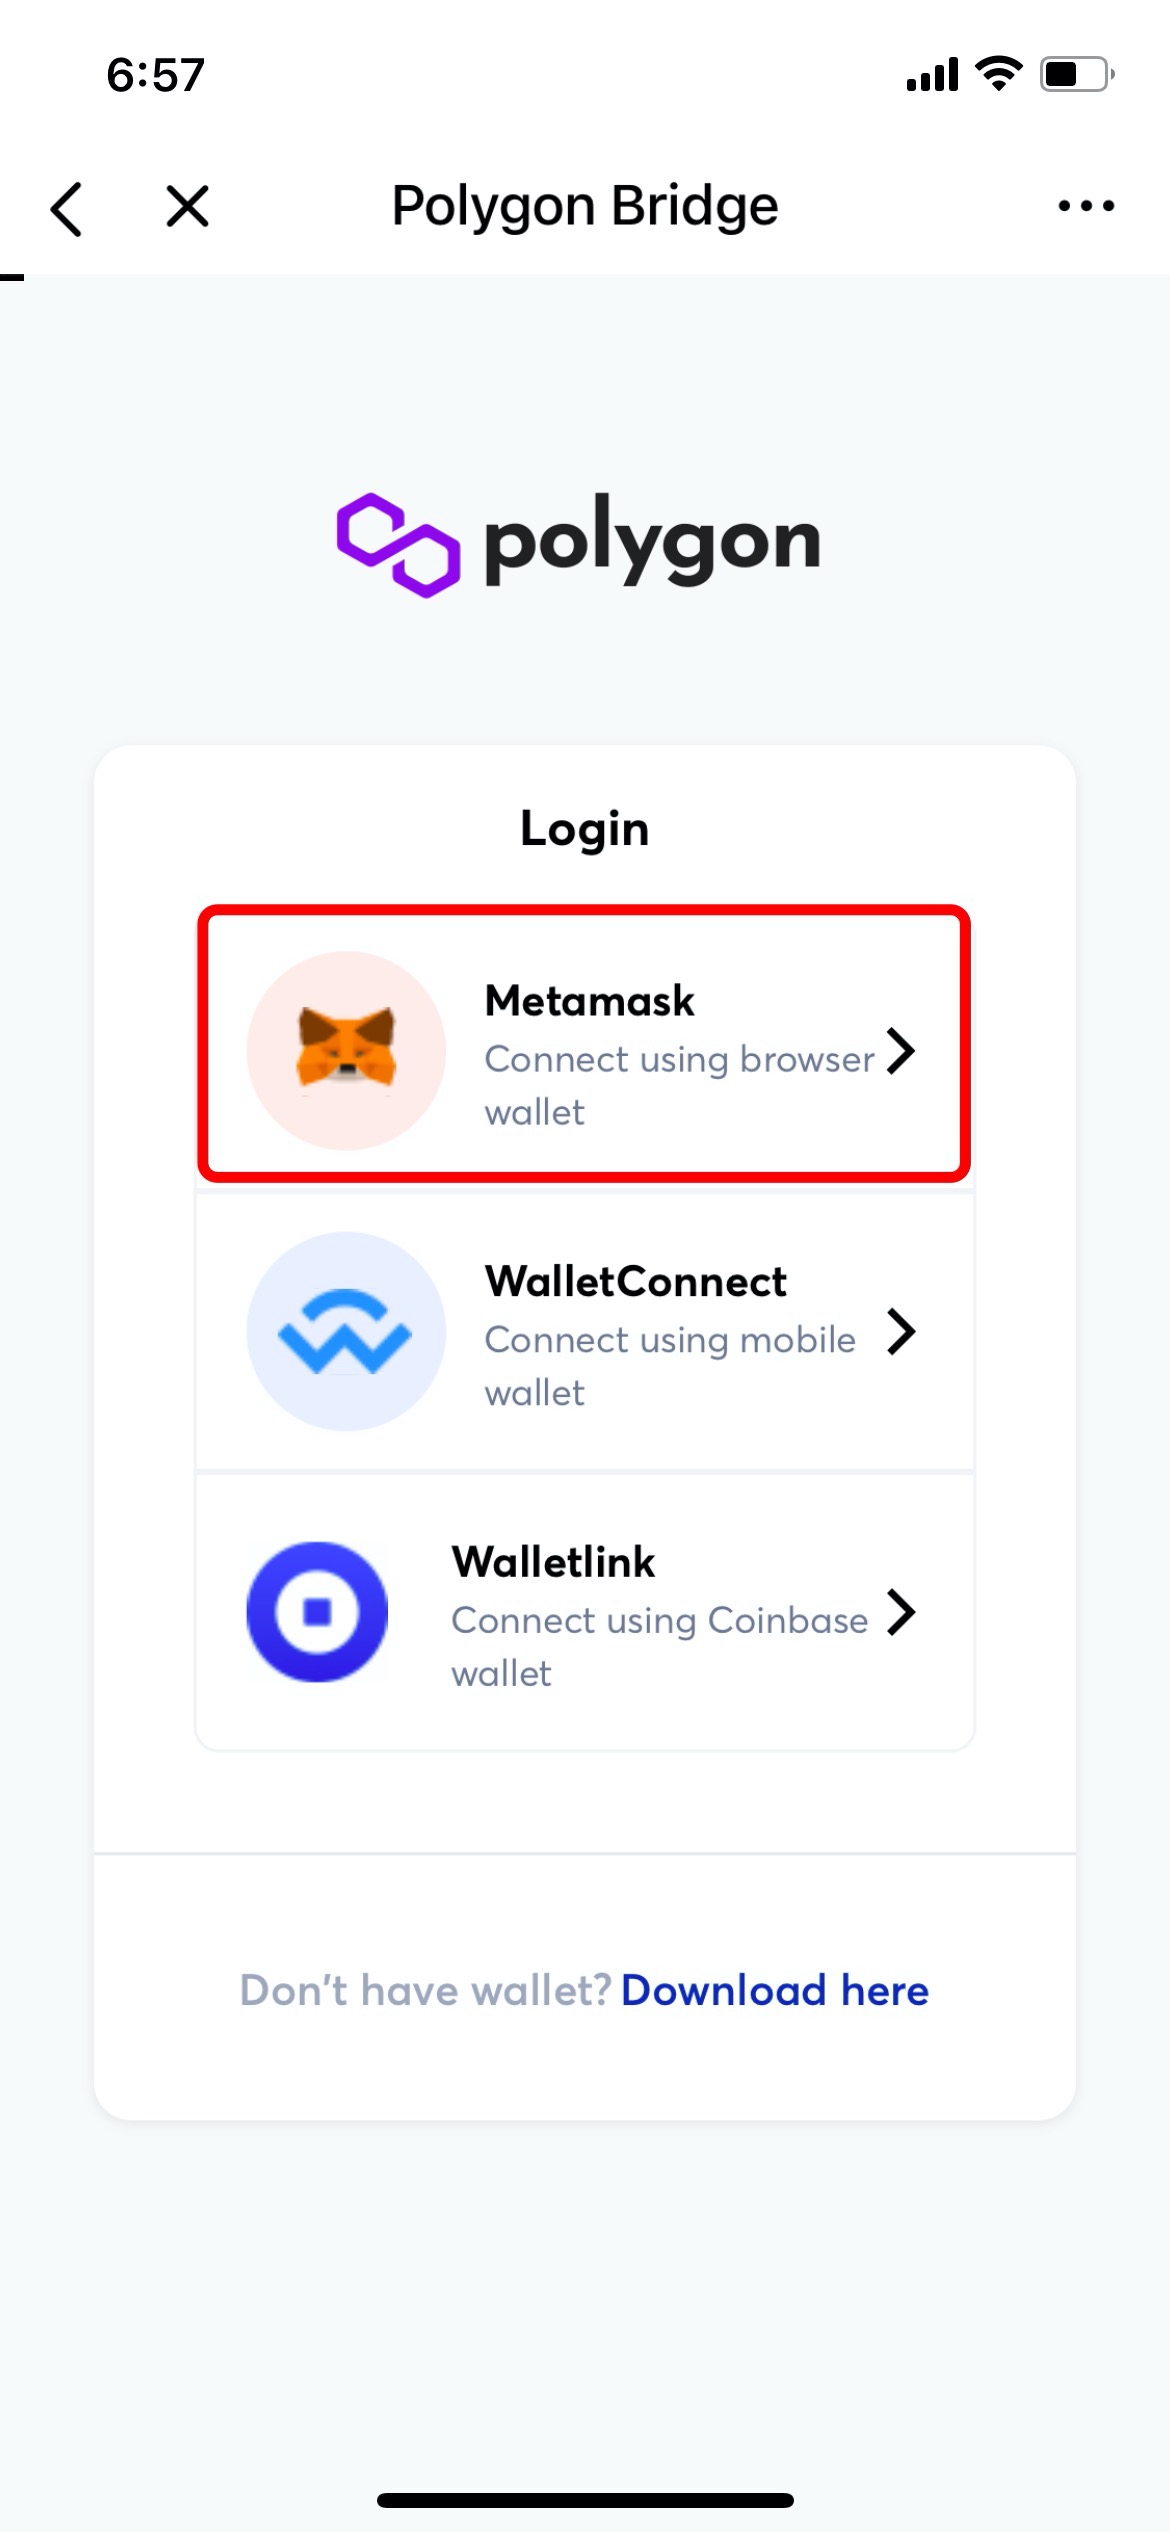 6:57
Polygon Bridge
polygon
Login
Metamask
Connect using browser
wallet
WalletConnect
Connect using mobile
wallet
Walletlink
Connect using Coinbase
wallet
Don't have wallet? Download here